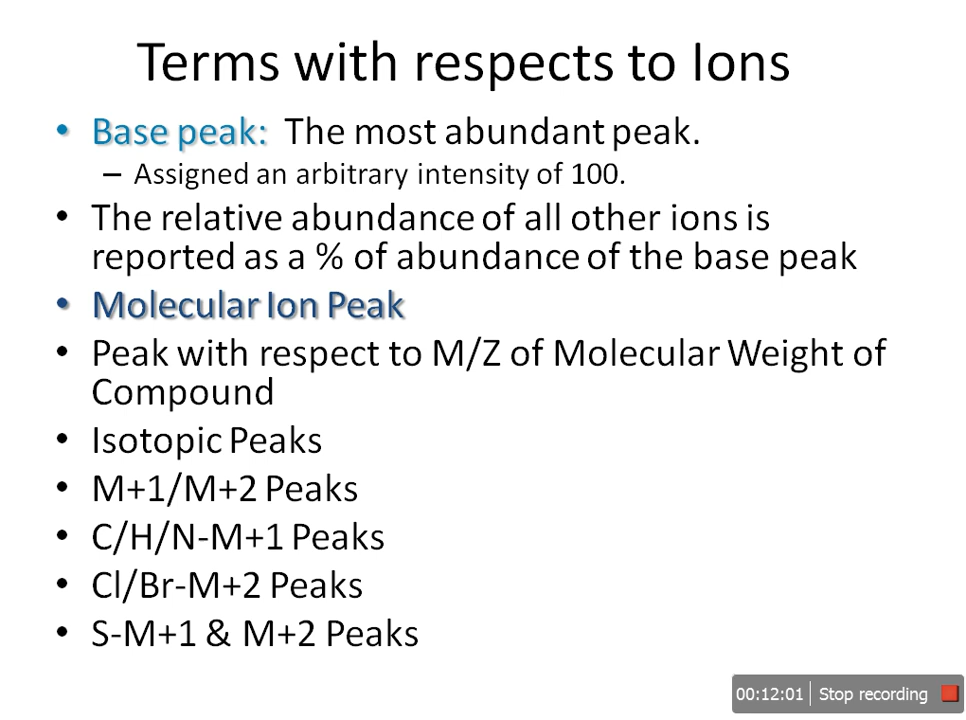 Terms with respects to Ions
• Base peak: The most abundant peak.
– Assigned an arbitrary intensity of 100.
• The relative abundance of all other ions is
reported as a % of abundance of the base peak
• Molecular Ion Peak
• Peak with respect to M/Z of Molecular Weight of
Compound
• Isotopic Peaks
• M+1/M+2 Peaks
• C/H/N-M+1 Peaks
• Cl/Br-M+2 Peaks
• S-M+1 & M+2 Peaks
00:12:01 Stop recording